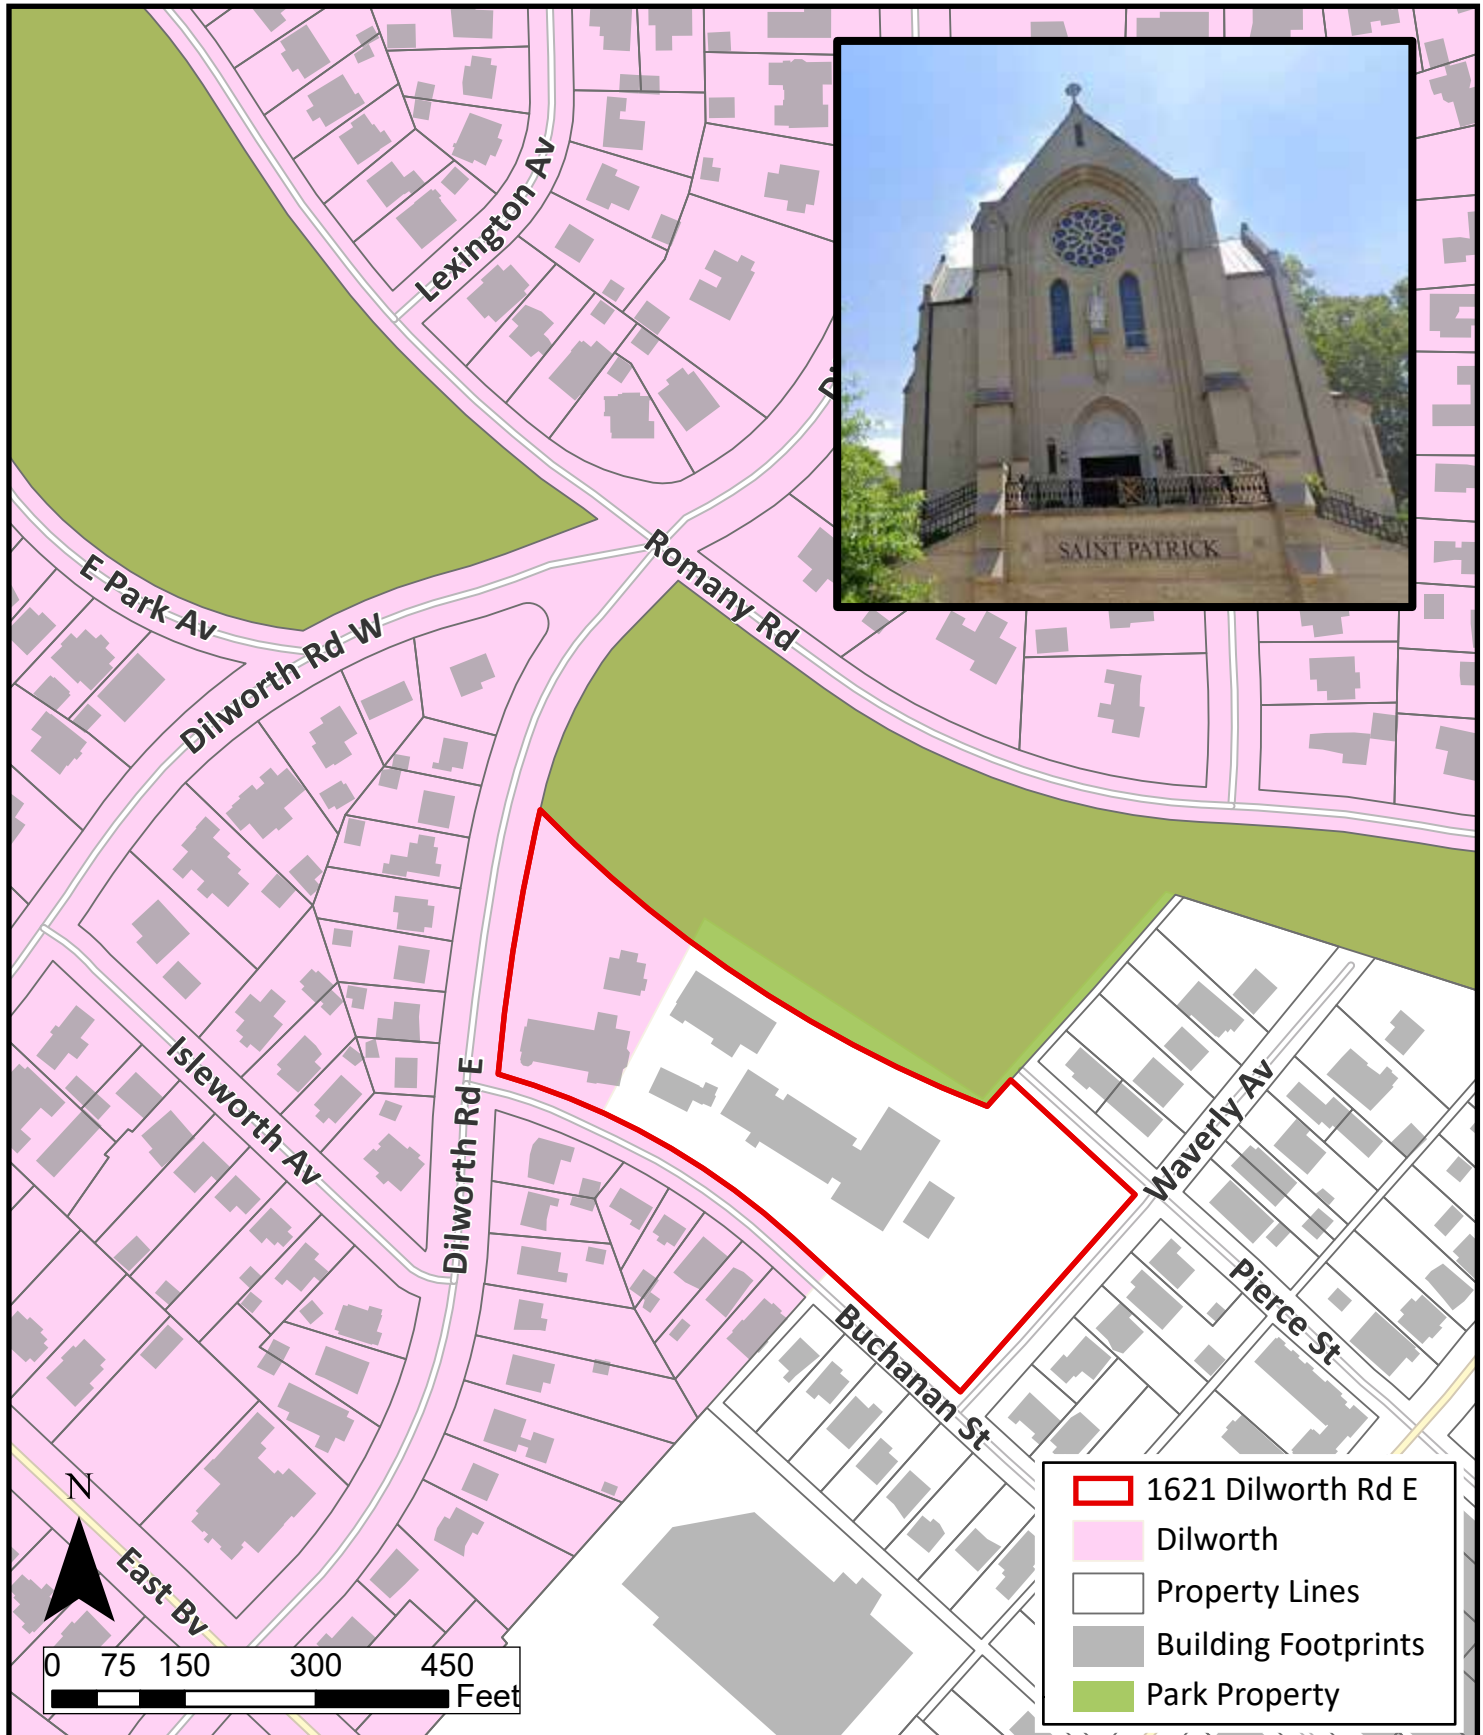 Lexington Av
SAINT PATRICK
Romany Rd
E Park Av
Dilworth Rd W
Isleworth Av
Dilworth Rd E
Waverly Av
Pierce St
Buchanan St
East Bv
N
0 75 150 300 450
Feet
1621 Dilworth Rd E
Dilworth
Property Lines
Building Footprints
Park Property